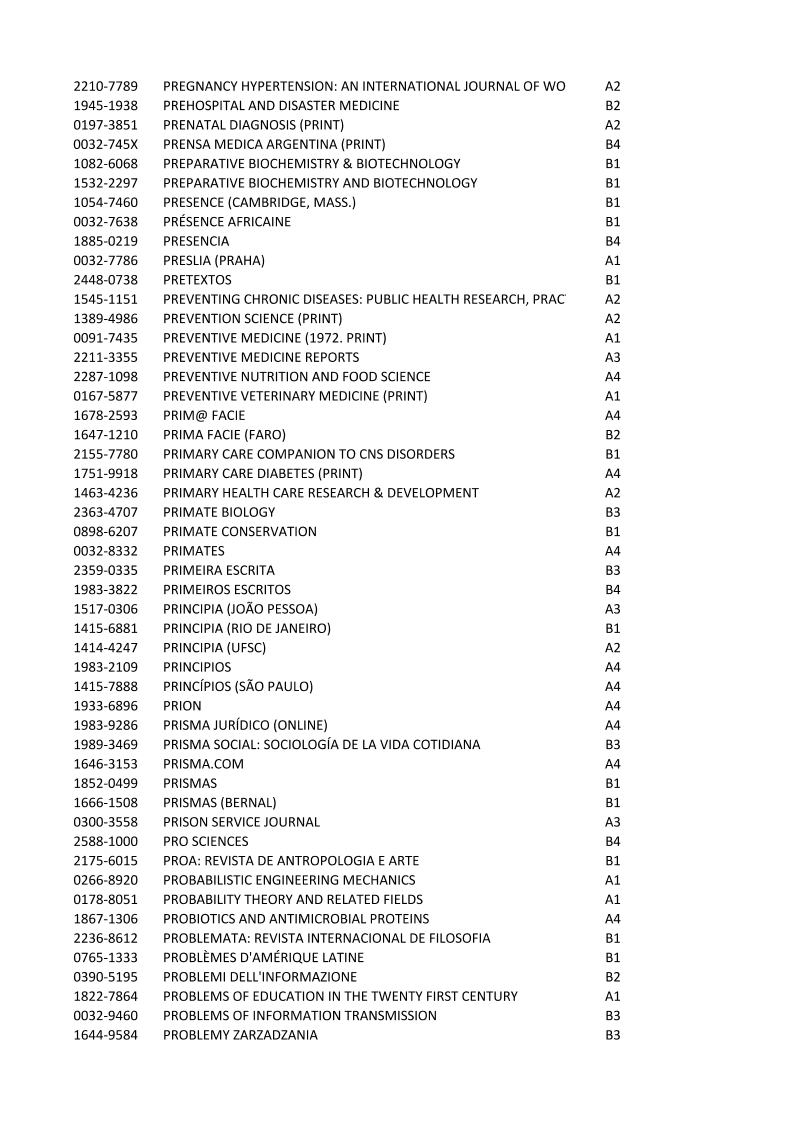 2210-7789 PREGNANCY HYPERTENSION: AN INTERNATIONAL JOURNAL OF WO A2
1945-1938 PREHOSPITAL AND DISASTER MEDICINE B2
0197-3851 PRENATAL DIAGNOSIS (PRINT) A2
0032-745X PRENSA MEDICA ARGENTINA (PRINT) B4
1082-6068 PREPARATIVE BIOCHEMISTRY & BIOTECHNOLOGY B1
1532-2297 PREPARATIVE BIOCHEMISTRY AND BIOTECHNOLOGY B1
1054-7460 PRESENCE (CAMBRIDGE, MASS.) B1
0032-7638 PRÉSENCE AFRICAINE B1
1885-0219 PRESENCIA B4
0032-7786 PRESLIA (PRAHA) A1
2448-0738 PRETEXTOS B1
1545-1151 PREVENTING CHRONIC DISEASES: PUBLIC HEALTH RESEARCH, PRAC A2
1389-4986 PREVENTION SCIENCE (PRINT) A2
0091-7435 PREVENTIVE MEDICINE (1972. PRINT) A1
2211-3355 PREVENTIVE MEDICINE REPORTS A3
2287-1098 PREVENTIVE NUTRITION AND FOOD SCIENCE A4
0167-5877 PREVENTIVE VETERINARY MEDICINE (PRINT) A1
1678-2593 PRIM@ FACIE A4
1647-1210 PRIMA FACIE (FARO) B2
2155-7780 PRIMARY CARE COMPANION TO CNS DISORDERS B1
1751-9918 PRIMARY CARE DIABETES (PRINT) A4
1463-4236 PRIMARY HEALTH CARE RESEARCH & DEVELOPMENT A2
2363-4707 PRIMATE BIOLOGY B3
0898-6207 PRIMATE CONSERVATION B1
0032-8332 PRIMATES A4
2359-0335 PRIMEIRA ESCRITA B3
1983-3822 PRIMEIROS ESCRITOS B4
1517-0306 PRINCIPIA (JOÃO PESSOA) A3
1415-6881 PRINCIPIA (RIO DE JANEIRO) B1
1414-4247 PRINCIPIA (UFSC) A2
1983-2109 PRINCIPIOS A4
1415-7888 PRINCÍPIOS (SÃO PAULO) A4
1933-6896 PRION A4
1983-9286 PRISMA JURÍDICO (ONLINE) A4
1989-3469 PRISMA SOCIAL: SOCIOLOGÍA DE LA VIDA COTIDIANA B3
1646-3153 PRISMA.COM A4
1852-0499 PRISMAS B1
1666-1508 PRISMAS (BERNAL) B1
0300-3558 PRISON SERVICE JOURNAL A3
2588-1000 PRO SCIENCES B4
2175-6015 PROA: REVISTA DE ANTROPOLOGIA E ARTE B1
0266-8920 PROBABILISTIC ENGINEERING MECHANICS A1
0178-8051 PROBABILITY THEORY AND RELATED FIELDS A1
1867-1306 PROBIOTICS AND ANTIMICROBIAL PROTEINS A4
2236-8612 PROBLEMATA: REVISTA INTERNACIONAL DE FILOSOFIA B1
0765-1333 PROBLÈMES D'AMÉRIQUE LATINE B1
0390-5195 PROBLEMI DELL'INFORMAZIONE B2
1822-7864 PROBLEMS OF EDUCATION IN THE TWENTY FIRST CENTURY A1
0032-9460 PROBLEMS OF INFORMATION TRANSMISSION B3
1644-9584 PROBLEMY ZARZADZANIA B3